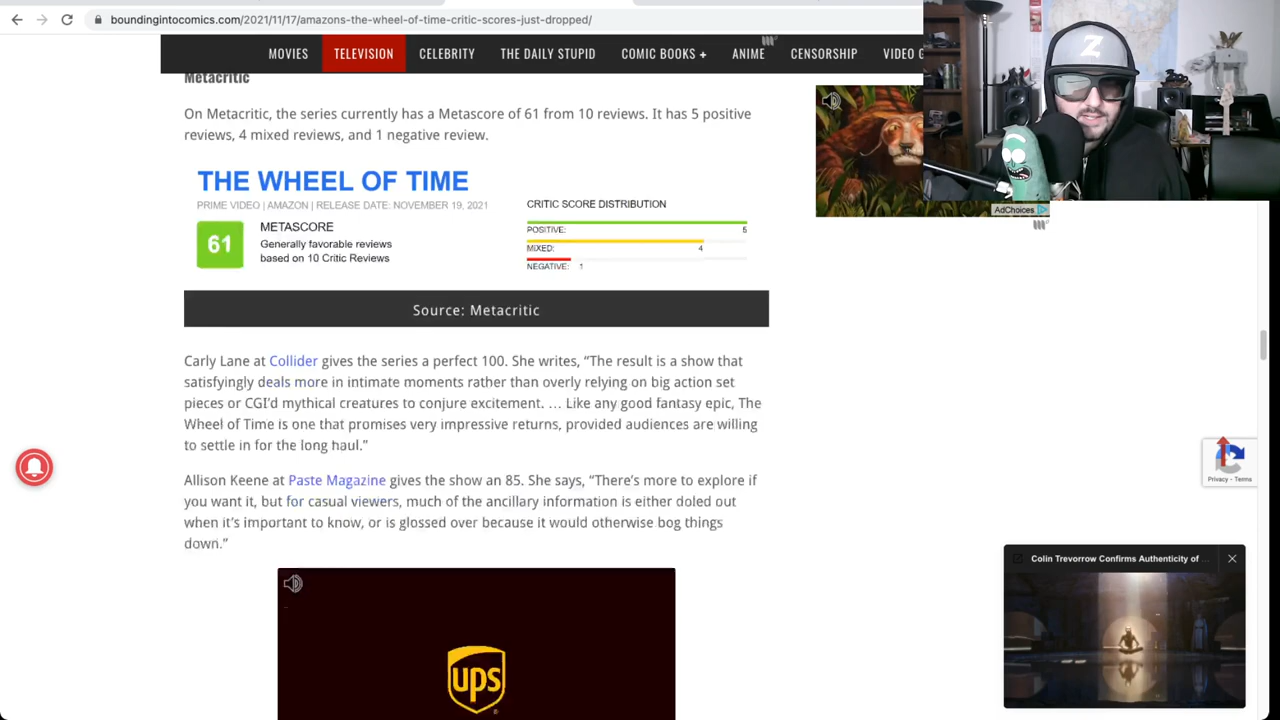 boundingintocomics.com/2021/11/17/amazons-the-wheel-of-time-critic-scores-just-dropped/
MOVIES TELEVISION CELEBRITY THE DAILY STUPID COMIC BOOKS + ANIME CENSORSHIP VIDEO G
Metacritic
On Metacritic, the series currently has a Metascore of 61 from 10 reviews. It has 5 positive
reviews, 4 mixed reviews, and 1 negative review.
THE WHEEL OF TIME
PRIME VIDEO | AMAZON | RELEASE DATE: NOVEMBER 19, 2021
61
METASCORE
Generally favorable reviews
based on 10 Critic Reviews
CRITIC SCORE DISTRIBUTION
POSITIVE: 5
MIXED: 4
NEGATIVE: 1
Source: Metacritic
Carly Lane at Collider gives the series a perfect 100. She writes, “The result is a show that
satisfyingly deals more in intimate moments rather than overly relying on big action set
pieces or CGI’d mythical creatures to conjure excitement. … Like any good fantasy epic, The
Wheel of Time is one that promises very impressive returns, provided audiences are willing
to settle in for the long haul.”
Allison Keene at Paste Magazine gives the show an 85. She says, “There’s more to explore if
you want it, but for casual viewers, much of the ancillary information is either doled out
when it’s important to know, or is glossed over because it would otherwise bog things
down.”
ups
AdChoices
Z
Privacy - Terms
Colin Trevorrow Confirms Authenticity of ...